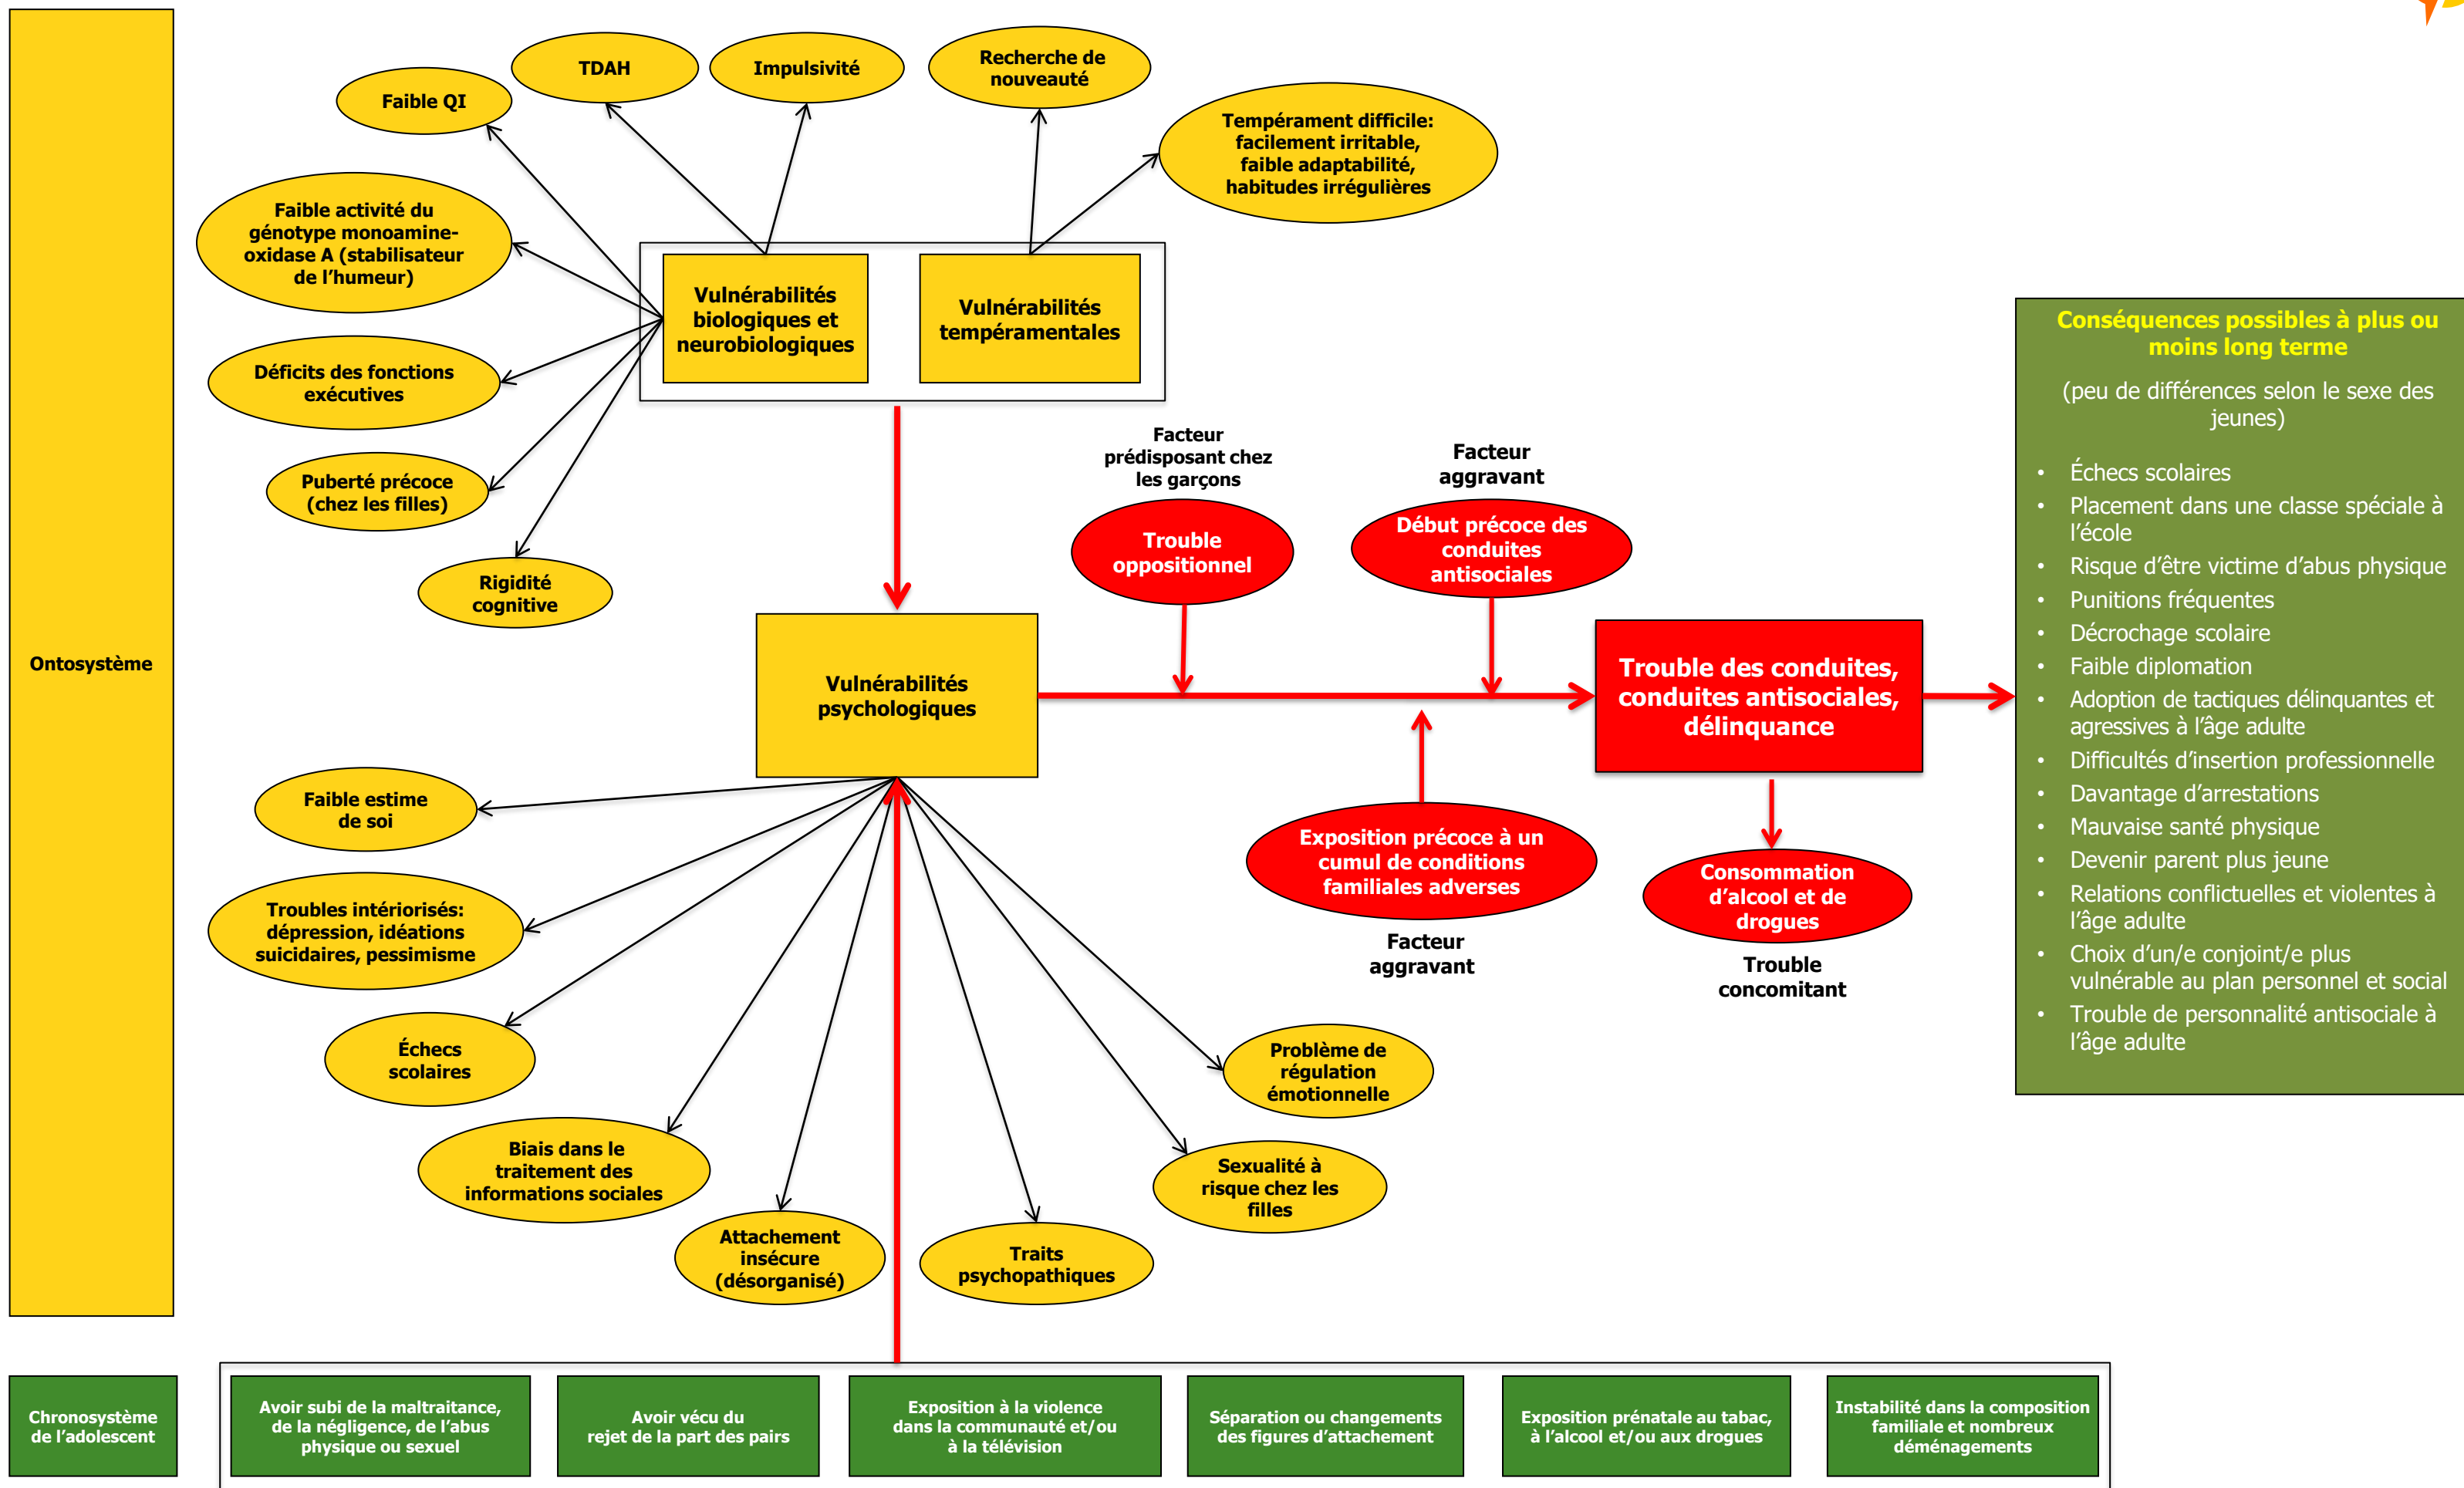 Ontosystème
Faible QI
TDAH
Impulsivité
Recherche de
nouveauté
Tempérament difficile:
facilement irritable,
faible adaptabilité,
habitudes irrégulières
Faible activité du
génotype monoamine-
oxidase A (stabilisateur
de l’humeur)
Déficits des fonctions
exécutives
Puberté précoce
(chez les filles)
Rigidité
cognitive
Vulnérabilités
biologiques et
neurobiologiques
Vulnérabilités
tempéramentales
Facteur
prédisposant chez
les garçons
Trouble
oppositionnel
Facteur
aggravant
Début précoce des
conduites
antisociales
Vulnérabilités
psychologiques
Trouble des conduites,
conduites antisociales,
délinquance
Exposition précoce à un
cumul de conditions
familiales adverses
Facteur
aggravant
Consommation
d’alcool et de
drogues
Trouble
concomitant
Faible estime
de soi
Troubles intériorisés:
dépression, idéations
suicidaires, pessimisme
Échecs
scolaires
Biais dans le
traitement des
informations sociales
Attachement
insécure
(désorganisé)
Traits
psychopathiques
Sexualité à
risque chez les
filles
Problème de
régulation
émotionnelle
Conséquences possibles à plus ou
moins long terme
(peu de différences selon le sexe des
jeunes)
• Échecs scolaires
• Placement dans une classe spéciale à
l’école
• Risque d’être victime d’abus physique
• Punitions fréquentes
• Décrochage scolaire
• Faible diplomation
• Adoption de tactiques délinquantes et
agressives à l’âge adulte
• Difficultés d’insertion professionnelle
• Davantage d’arrestations
• Mauvaise santé physique
• Devenir parent plus jeune
• Relations conflictuelles et violentes à
l’âge adulte
• Choix d’un/e conjoint/e plus
vulnérable au plan personnel et social
• Trouble de personnalité antisociale à
l’âge adulte
Chronosystème
de l’adolescent
Avoir subi de la maltraitance,
de la négligence, de l’abus
physique ou sexuel
Avoir vécu du
rejet de la part des pairs
Exposition à la violence
dans la communauté et/ou
à la télévision
Séparation ou changements
des figures d’attachement
Exposition prénatale au tabac,
à l’alcool et/ou aux drogues
Instabilité dans la composition
familiale et nombreux
déménagements